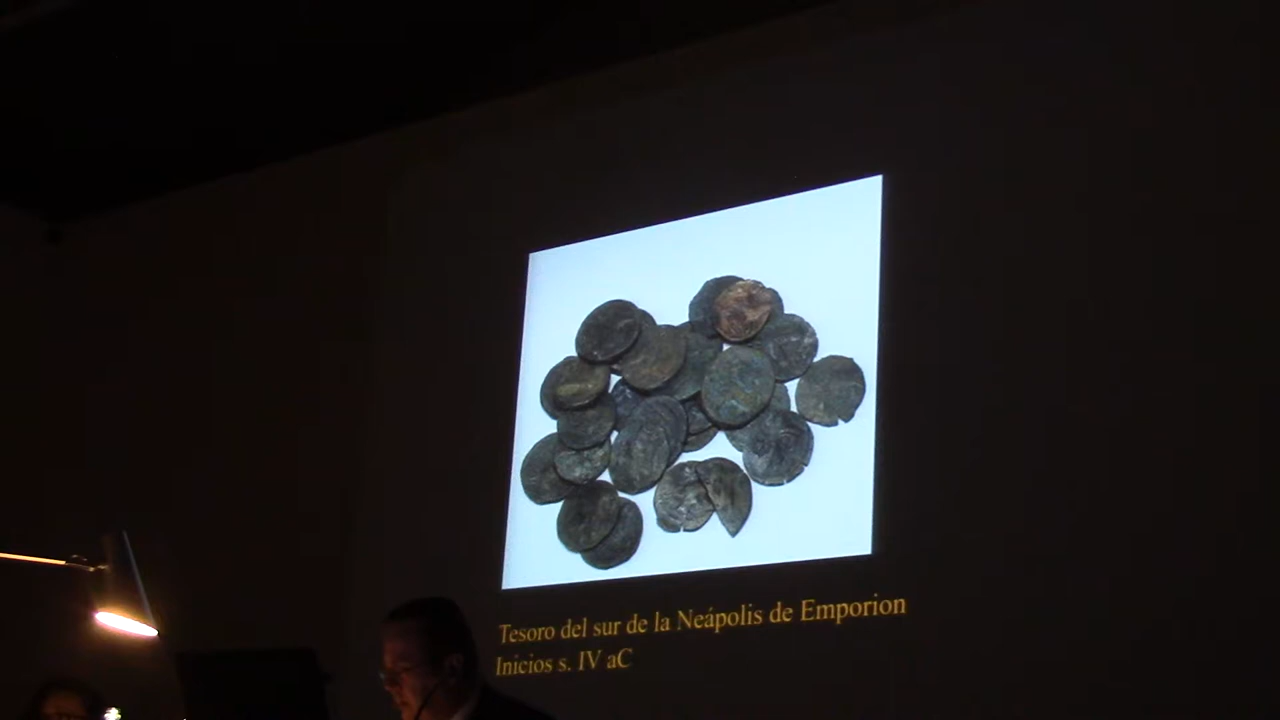 Tesoro del sur de la Neápolis de Emporion
Inicios s. IV aC